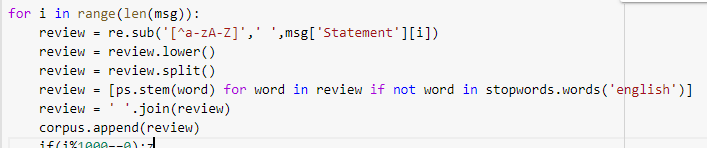 for i in range(len(msg)):
    review = re.sub('[^a-zA-Z]',' ',msg['Statement'][i])
    review = review.lower()
    review = review.split()
    review = [ps.stem(word) for word in review if not word in stopwords.words('english')]
    review = ' '.join(review)
    corpus.append(review)
    if(i%1000==0):